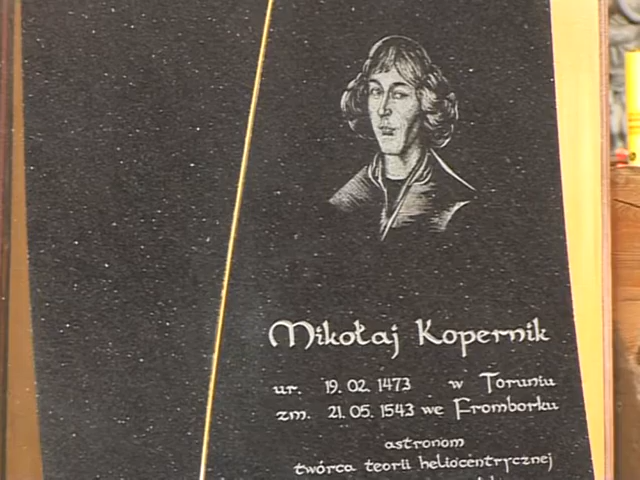 Mikołaj Kopernik
ur. 19. 02. 1473 w Toruniu
zm. 21. 05. 1543 we Fromborku
astronom
twórca teorii heliocentrycznej